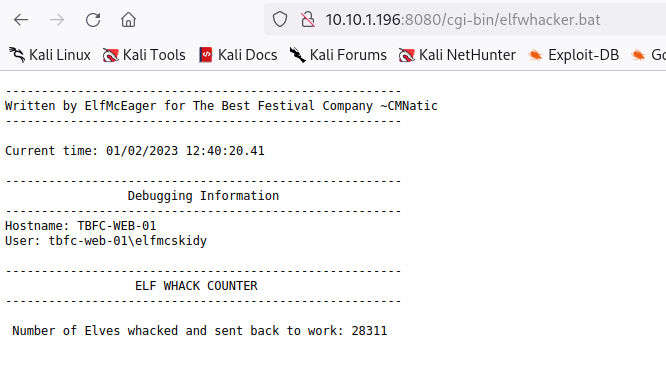 10.10.1.196:8080/cgi-bin/elfwhacker.bat
Kali Linux Kali Tools Kali Docs Kali Forums Kali NetHunter Exploit-DB
------------------------------------------------------
Written by ElfMcEager for The Best Festival Company ~CMNatic
------------------------------------------------------
Current time: 01/02/2023 12:40:20.41
------------------------------------------------------
Debugging Information
------------------------------------------------------
Hostname: TBFC-WEB-01
User: tbfc-web-01\elfmcskidy
------------------------------------------------------
ELF WHACK COUNTER
------------------------------------------------------
Number of Elves whacked and sent back to work: 28311